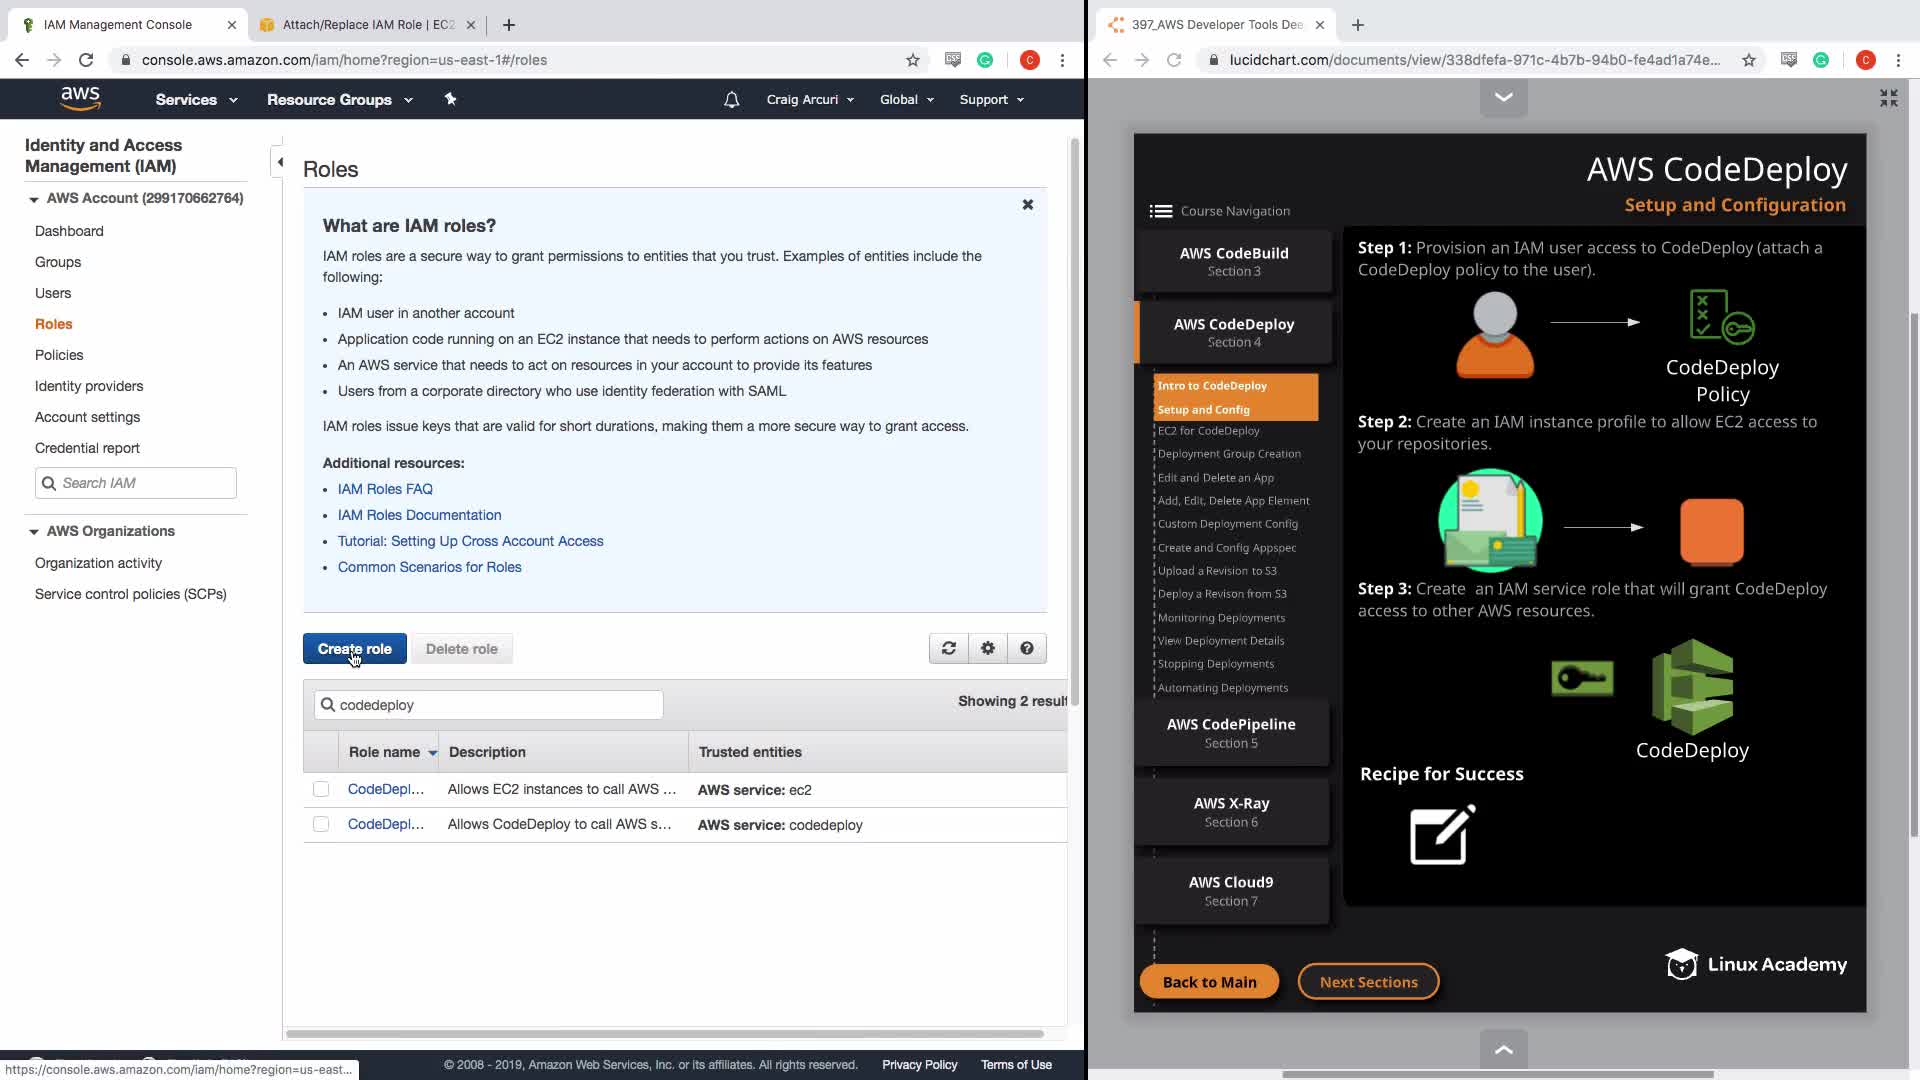 IAM Management Console
Attach/Replace IAM Role | EC2
console.aws.amazon.com/iam/home?region=us-east-1#/roles
C
aws
Services
Resource Groups
Craig Arcuri
Global
Support
Identity and Access
Management (IAM)
AWS Account (299170662764)
Dashboard
Groups
Users
Roles
Policies
Identity providers
Account settings
Credential report
Search IAM
AWS Organizations
Organization activity
Service control policies (SCPs)
Roles
What are IAM roles?
IAM roles are a secure way to grant permissions to entities that you trust. Examples of entities include the
following:
• IAM user in another account
• Application code running on an EC2 instance that needs to perform actions on AWS resources
• An AWS service that needs to act on resources in your account to provide its features
• Users from a corporate directory who use identity federation with SAML
IAM roles issue keys that are valid for short durations, making them a more secure way to grant access.
Additional resources:
• IAM Roles FAQ
• IAM Roles Documentation
• Tutorial: Setting Up Cross Account Access
• Common Scenarios for Roles
Create role
Delete role
codedeploy
Showing 2 result
Role name
Description
Trusted entities
CodeDepl... Allows EC2 instances to call AWS ... AWS service: ec2
CodeDepl... Allows CodeDeploy to call AWS s... AWS service: codedeploy
https://console.aws.amazon.com/iam/home?region=us-east...
© 2008 - 2019, Amazon Web Services, Inc. or its affiliates. All rights reserved.
Privacy Policy
Terms of Use
397_AWS Developer Tools Dee
lucidchart.com/documents/view/338dfefa-971c-4b7b-94b0-fe4ad1a74e...
C
AWS CodeDeploy
Setup and Configuration
Course Navigation
AWS CodeBuild
Section 3
AWS CodeDeploy
Section 4
Intro to CodeDeploy
Setup and Config
EC2 for CodeDeploy
Deployment Group Creation
Edit and Delete an App
Add, Edit, Delete App Element
Custom Deployment Config
Create and Config Appspec
Upload a Revision to S3
Deploy a Revison from S3
Monitoring Deployments
View Deployment Details
Stopping Deployments
Automating Deployments
AWS CodePipeline
Section 5
AWS X-Ray
Section 6
AWS Cloud9
Section 7
Back to Main
Next Sections
Step 1: Provision an IAM user access to CodeDeploy (attach a
CodeDeploy policy to the user).
CodeDeploy
Policy
Step 2: Create an IAM instance profile to allow EC2 access to
your repositories.
Step 3: Create an IAM service role that will grant CodeDeploy
access to other AWS resources.
CodeDeploy
Recipe for Success
Linux Academy